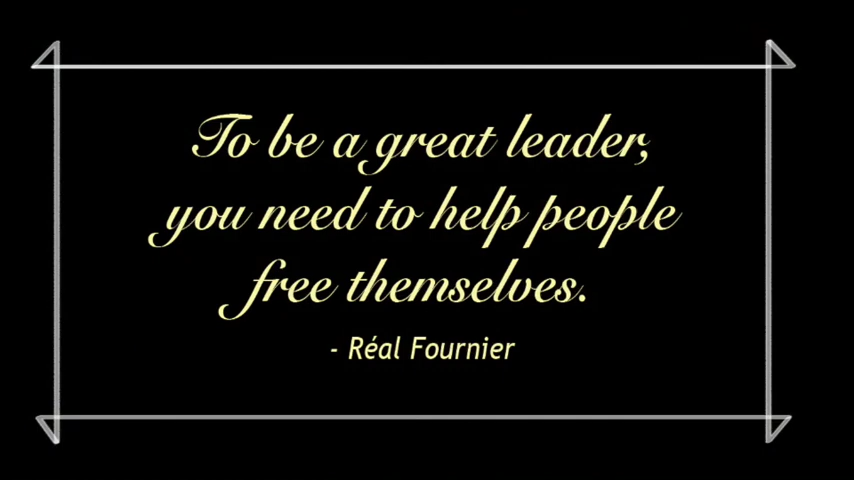 To be a great leader,
you need to help people
free themselves.
- Réal Fournier